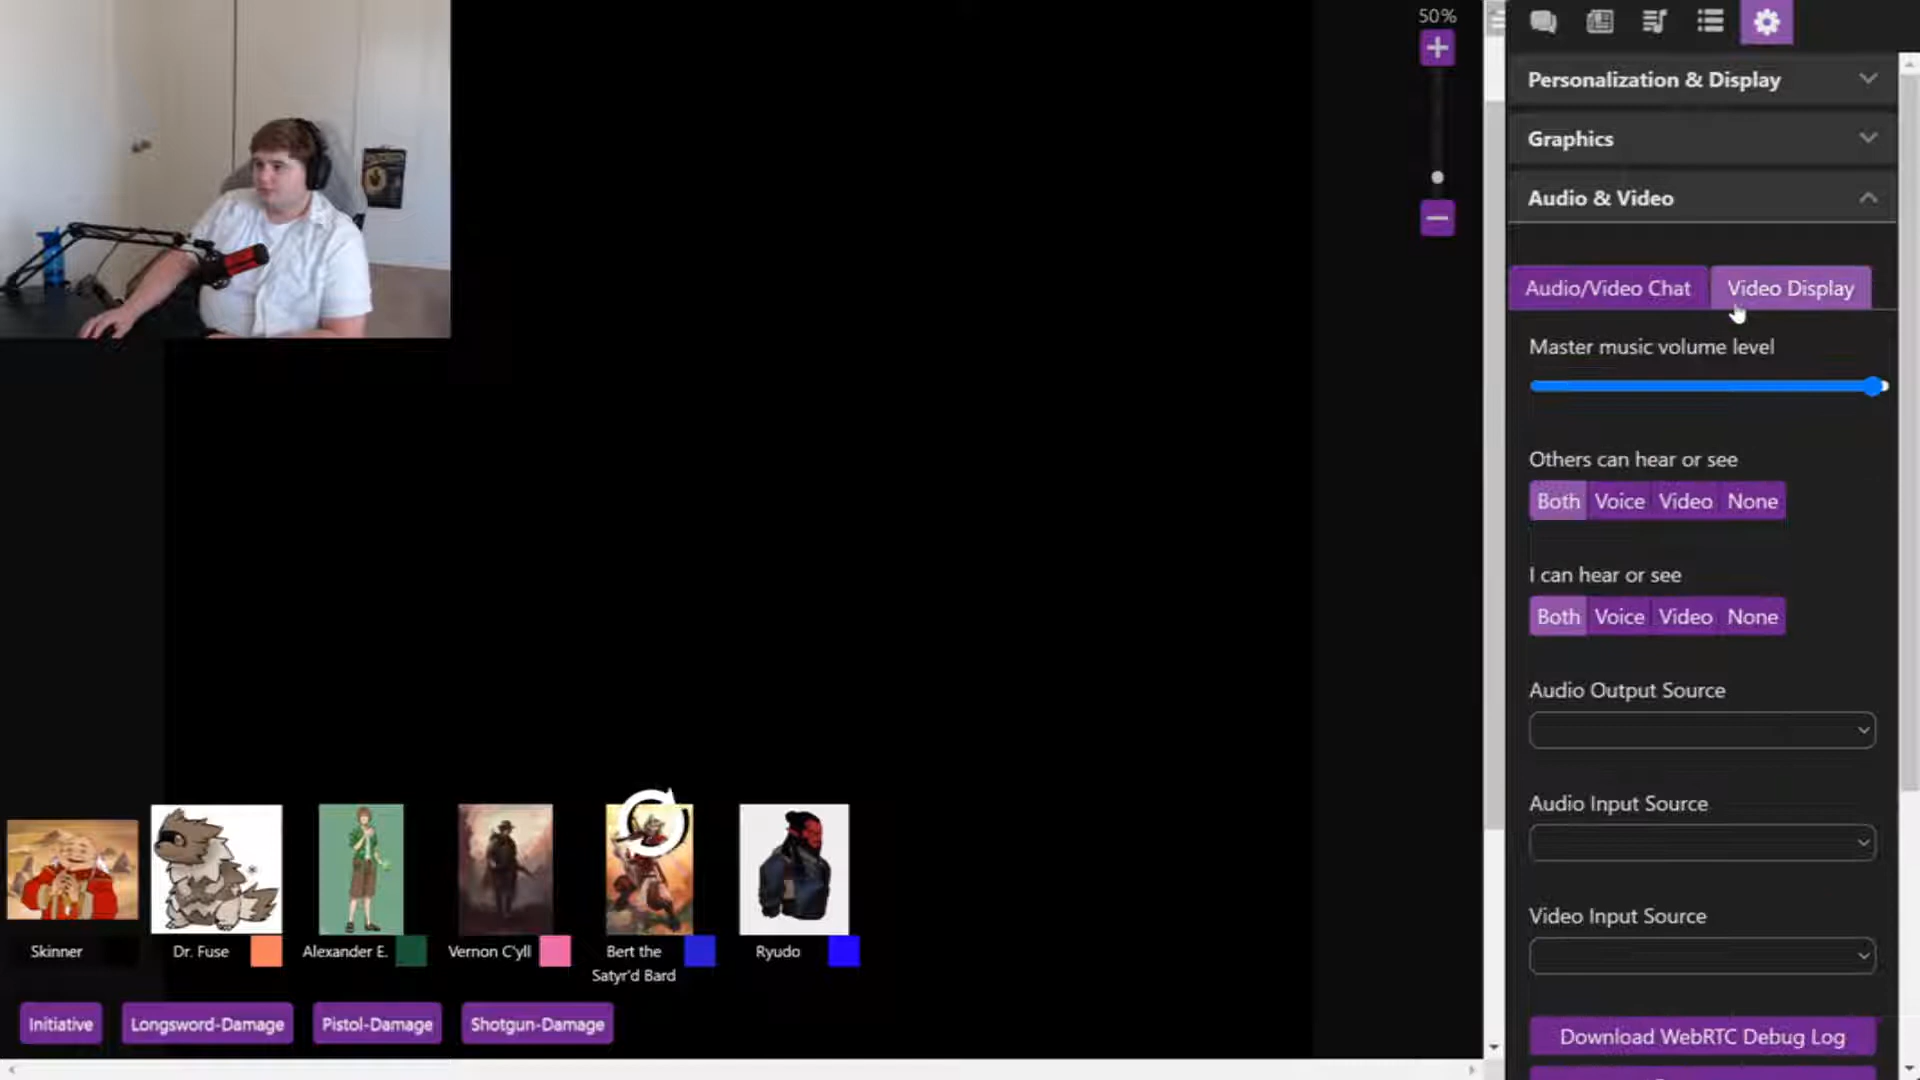 50%
Personalization & Display
Graphics
Audio & Video
Audio/Video Chat
Video Display
Master music volume level
Others can hear or see
Both Voice Video None
I can hear or see
Both Voice Video None
Audio Output Source
Audio Input Source
Video Input Source
Download WebRTC Debug Log
Skinner
Dr. Fuse
Alexander E.
Vernon C'yll
Bert the
Satyr'd Bard
Ryudo
Initiative
Longsword-Damage
Pistol-Damage
Shotgun-Damage